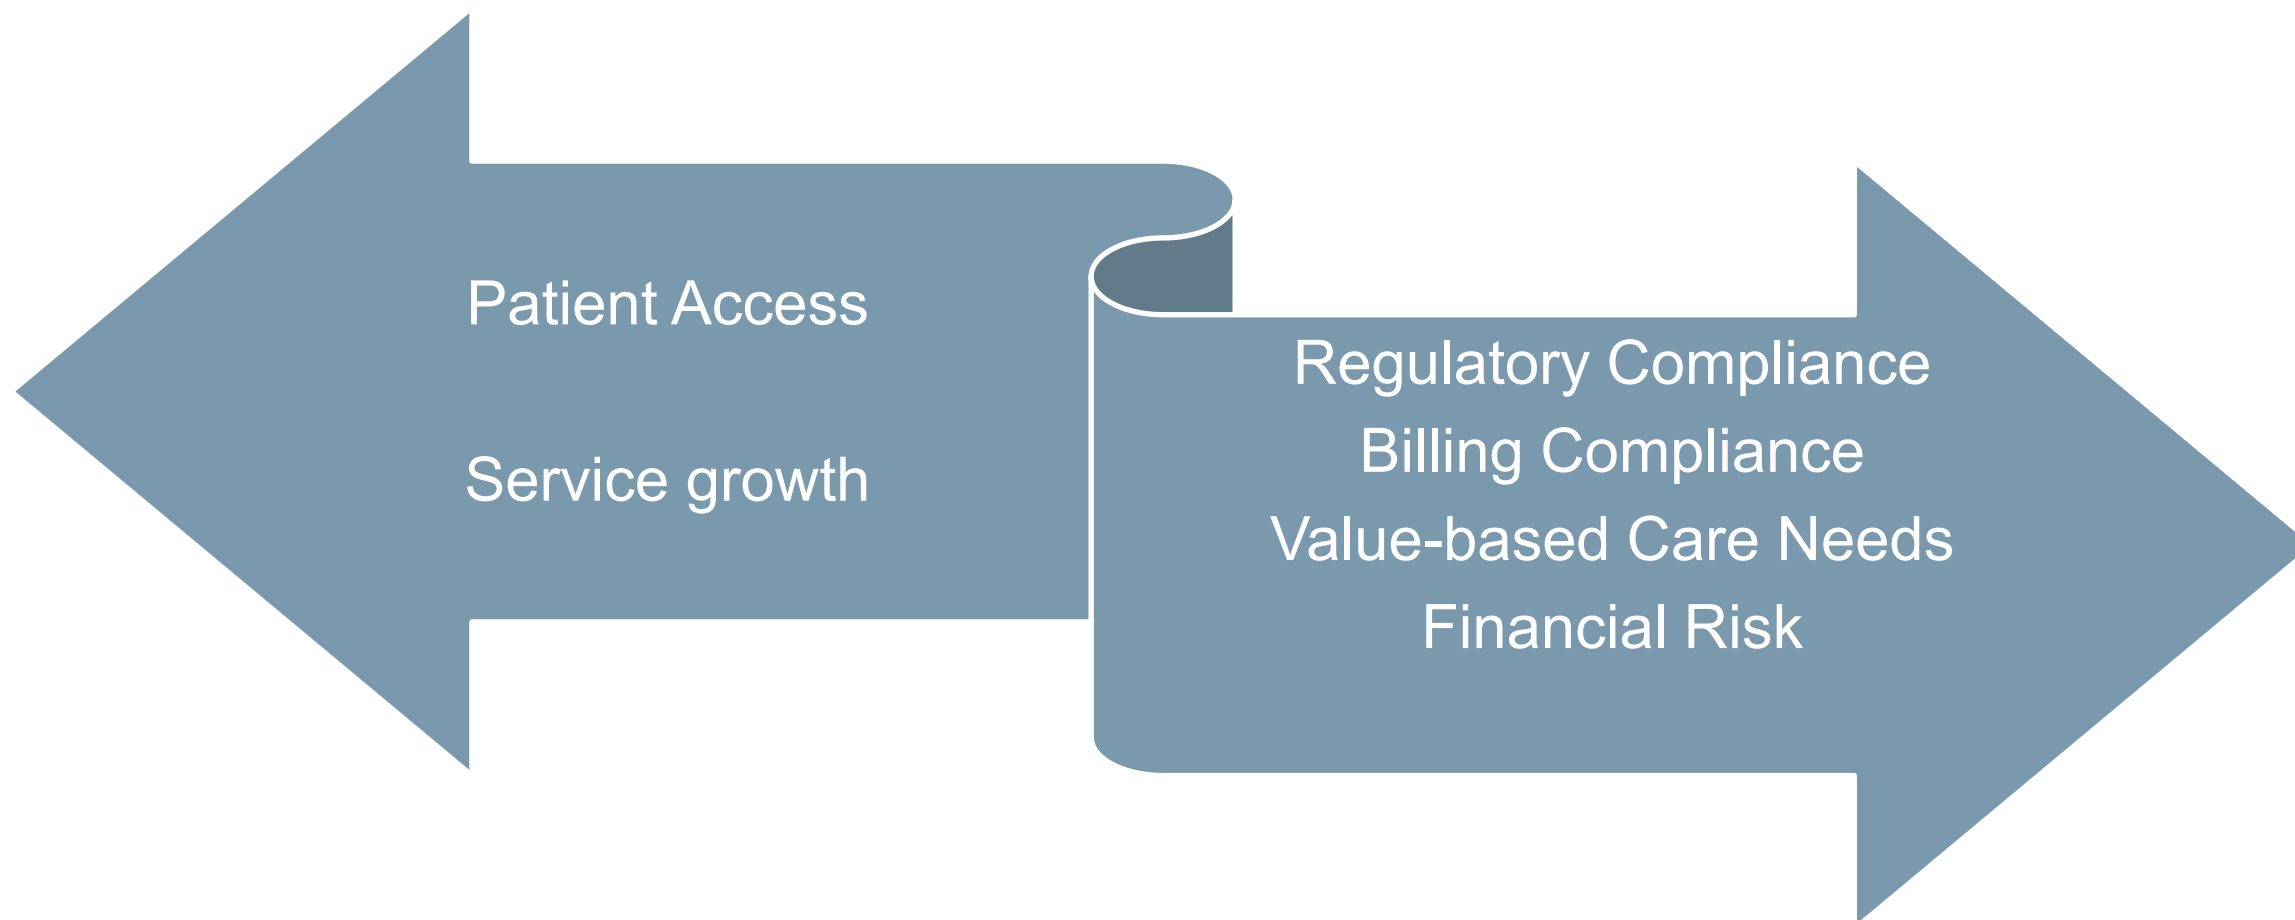 Patient Access
Service growth
Regulatory Compliance
Billing Compliance
Value-based Care Needs
Financial Risk